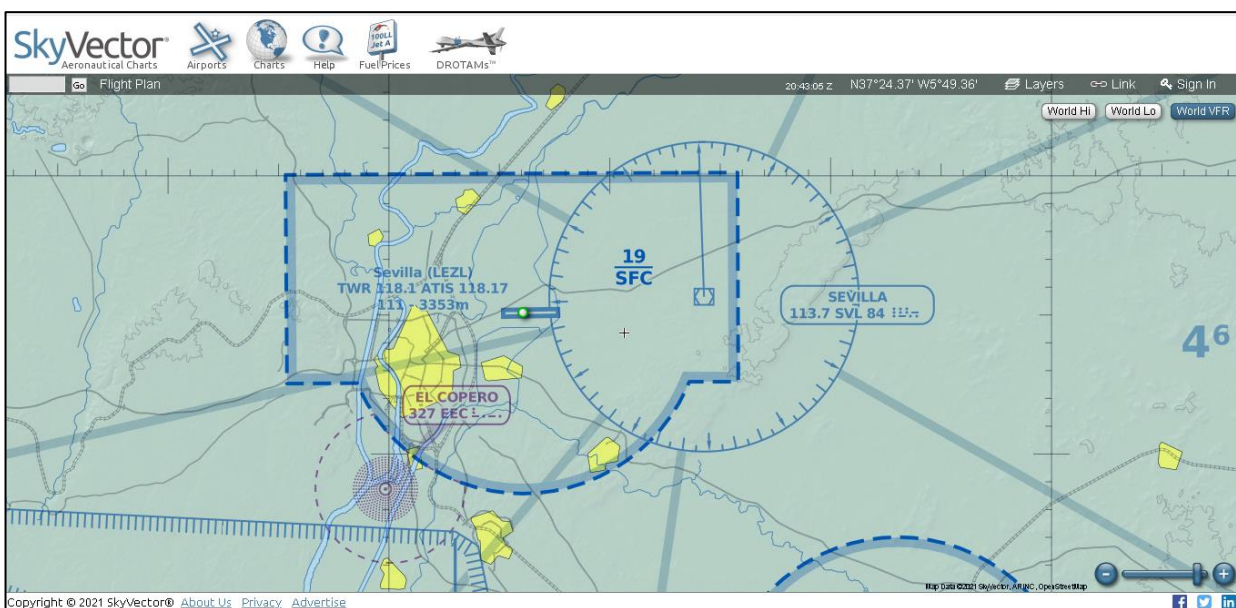 SkyVector®
Aeronautical Charts
Airports
Charts
Help
100LL
Jet A
Fuel Prices
DROTAMs™
Go
Flight Plan
20:43:05 Z
N37°24.37' W5°49.36'
Layers
Link
Sign In
World Hi
World Lo
World VFR
19
SFC
Sevilla (LEZL)
TWR 118.1 ATIS 118.17
111 - 3353m
SEVILLA
113.7 SVL 84
46
EL COPERO
327 EEC
Map Data ©2021 SkyVector, ARINC, OpenStreetMap
Copyright © 2021 SkyVector® About Us Privacy Advertise